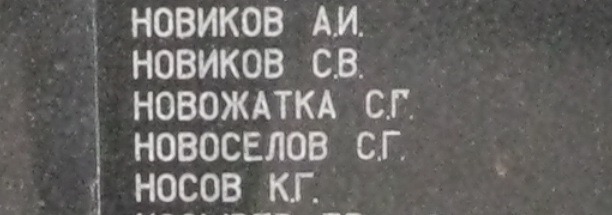 НОВИКОВ А.И.
НОВИКОВ С.В.
НОВОЖАТКА С.Г.
НОВОСЕЛОВ С.Г.
НОСОВ К.Г.